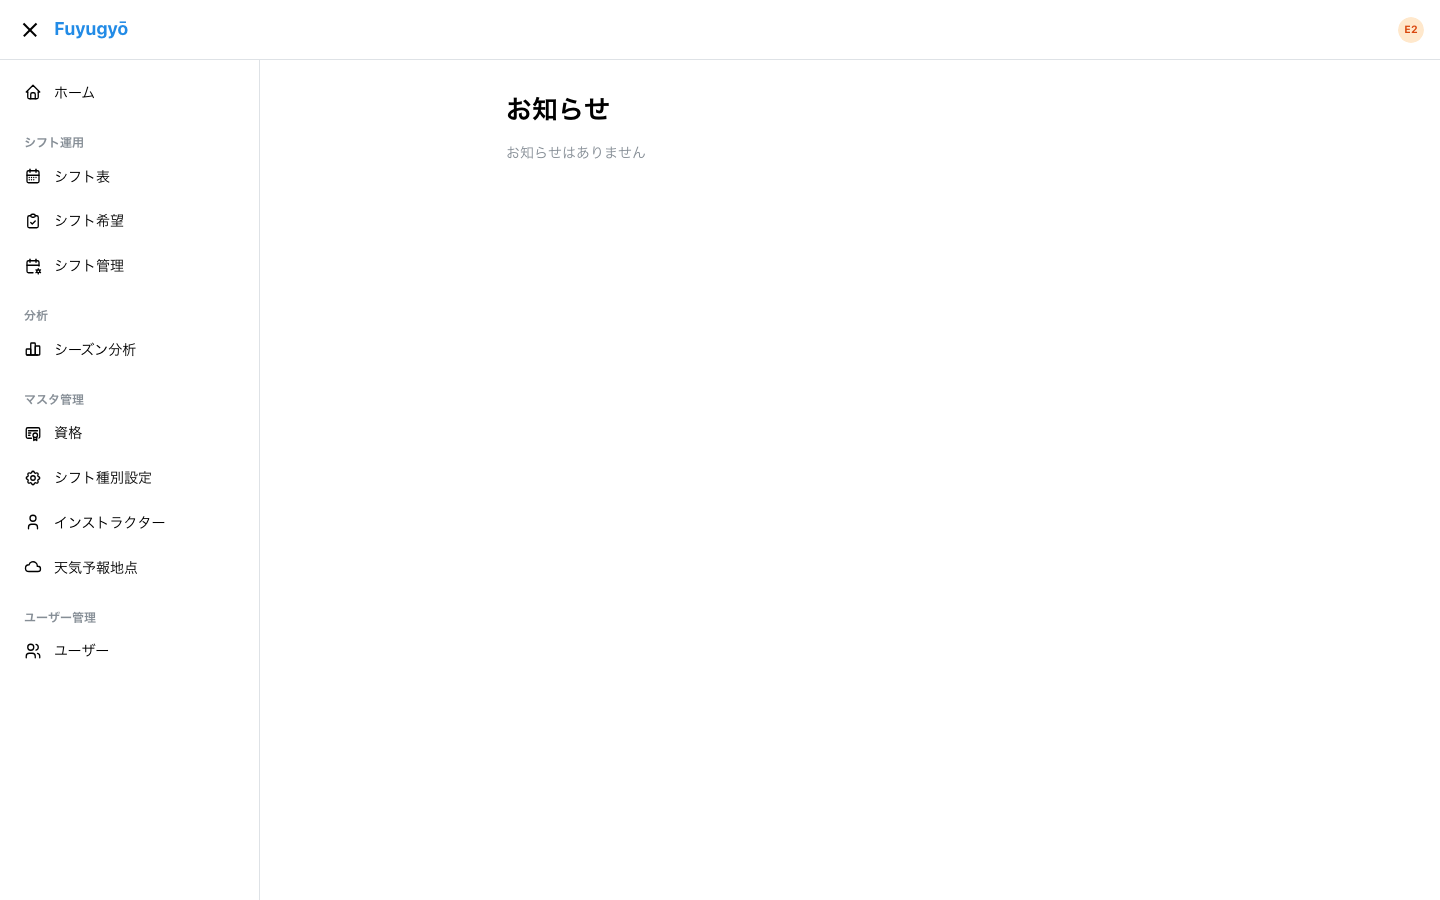 Fuyugyō
E2
ホーム
シフト運用
シフト表
シフト希望
シフト管理
分析
シーズン分析
マスタ管理
資格
シフト種別設定
インストラクター
天気予報地点
ユーザー管理
ユーザー
お知らせ
お知らせはありません